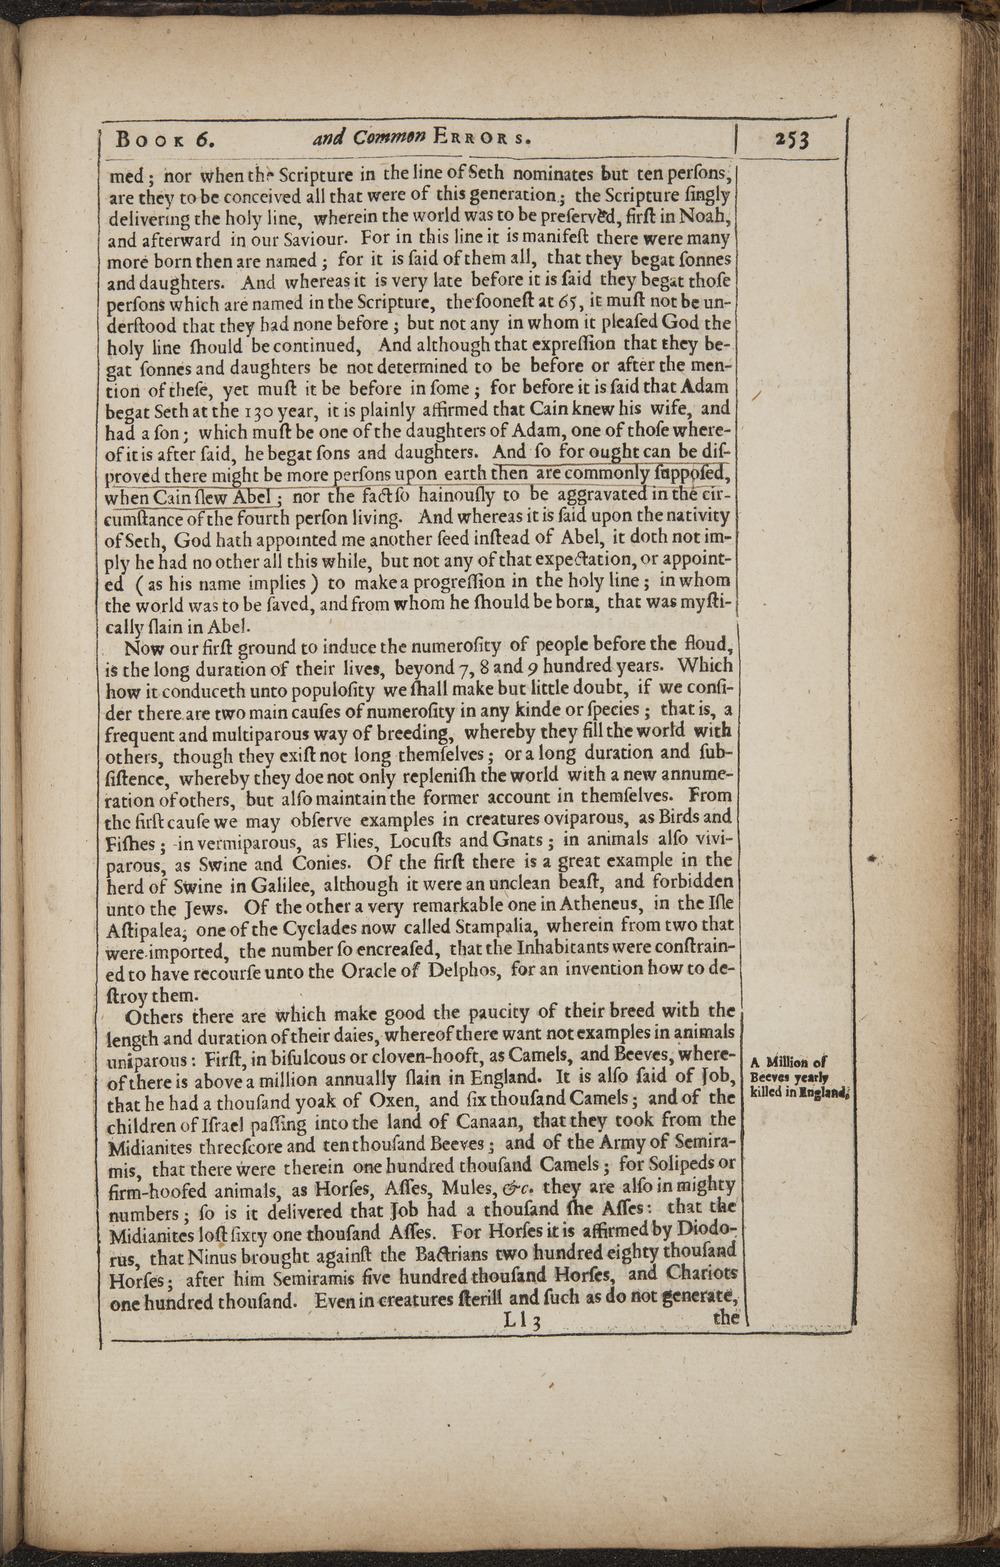 BOOK 6. and Common ERRORS. 253
med; nor when the Scripture in the line of Seth nominates but ten perſons,
are they to be conceived all that were of this generation; the Scripture ſingly
delivering the holy line, wherein the world was to be preſerved, firſt in Noah,
and afterward in our Saviour. For in this line it is manifeſt there were many
more born then are named; for it is ſaid of them all, that they begat ſonnes
and daughters. And whereas it is very late before it is ſaid they begat thoſe
perſons which are named in the Scripture, the ſooneſt at 65, it muſt not be un-
derſtood that they had none before; but not any in whom it pleaſed God the
holy line ſhould be continued, And although that expreſſion that they be-
gat ſonnes and daughters be not determined to be before or after the men-
tion of theſe, yet muſt it be before in ſome; for before it is ſaid that Adam
begat Seth at the 130 year, it is plainly affirmed that Cain knew his wife, and
had a ſon; which muſt be one of the daughters of Adam, one of thoſe where-
of it is after ſaid, he begat ſons and daughters. And ſo for ought can be diſ-
proved there might be more perſons upon earth then are commonly ſuppoſed,
when Cain ſlew Abel; nor the fact ſo hainouſly to be aggravated in the cir-
cumſtance of the fourth perſon living. And whereas it is ſaid upon the nativity
of Seth, God hath appointed me another ſeed inſtead of Abel, it doth not im-
ply he had no other all this while, but not any of that expectation, or appoint-
ed (as his name implies) to make a progreſſion in the holy line; in whom
the world was to be ſaved, and from whom he ſhould be born, that was myſti-
cally ſlain in Abel.
Now our firſt ground to induce the numeroſity of people before the floud,
is the long duration of their lives, beyond 7, 8 and 9 hundred years. Which
how it conduceth unto populoſity we ſhall make but little doubt, if we conſi-
der there are two main cauſes of numeroſity in any kinde or ſpecies; that is, a
frequent and multiparous way of breeding, whereby they fill the world with
others, though they exiſt not long themſelves; or a long duration and ſub-
ſiſtence, whereby they doe not only repleniſh the world with a new annume-
ration of others, but alſo maintain the former account in themſelves. From
the firſt cauſe we may obſerve examples in creatures oviparous, as Birds and
Fiſhes; in vermiparous, as Flies, Locuſts and Gnats; in animals alſo vivi-
parous, as Swine and Conies. Of the firſt there is a great example in the
herd of Swine in Galilee, although it were an unclean beaſt, and forbidden
unto the Jews. Of the other a very remarkable one in Atheneus, in the Iſle
Aſtipalea, one of the Cyclades now called Stampalia, wherein from two that
were imported, the number ſo encreaſed, that the Inhabitants were conſtrain-
ed to have recourſe unto the Oracle of Delphos, for an invention how to de-
ſtroy them.
Others there are which make good the paucity of their breed with the
length and duration of their daies, whereof there want not examples in animals
uniparous: Firſt, in biſulcous or cloven-hooft, as Camels, and Beeves, where-
of there is above a million annually ſlain in England. It is alſo ſaid of Job,
that he had a thouſand yoak of Oxen, and ſix thouſand Camels; and of the
children of Iſrael paſſing into the land of Canaan, that they took from the
Midianites threeſcore and ten thouſand Beeves; and of the Army of Semira-
mis, that there were therein one hundred thouſand Camels; for Solipeds or
firm-hoofed animals, as Horſes, Aſſes, Mules, &c. they are alſo in mighty
numbers; ſo is it delivered that Job had a thouſand ſhe Aſſes: that the
Midianites loſt ſixty one thouſand Aſſes. For Horſes it is affirmed by Diodo-
rus, that Ninus brought againſt the Bactrians two hundred eighty thouſand
Horſes; after him Semiramis five hundred thouſand Horſes, and Chariots
one hundred thouſand. Even in creatures ſterill and ſuch as do not generate,
Ll 3 the
A Million of
Beeves yearly
killed in England.